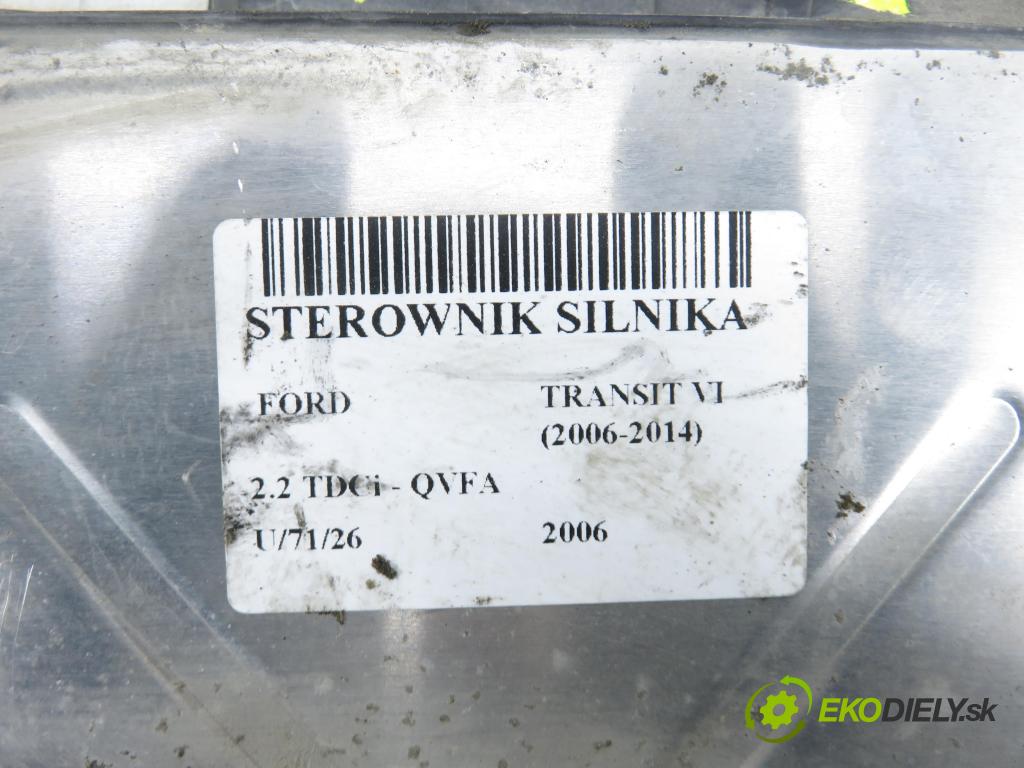 STEROWNIK SILNIKA
FORD TRANSIT VI
(2006-2014)
2.2 TDCi - QVFA
U/71/26 2006
EKODIELY.sk